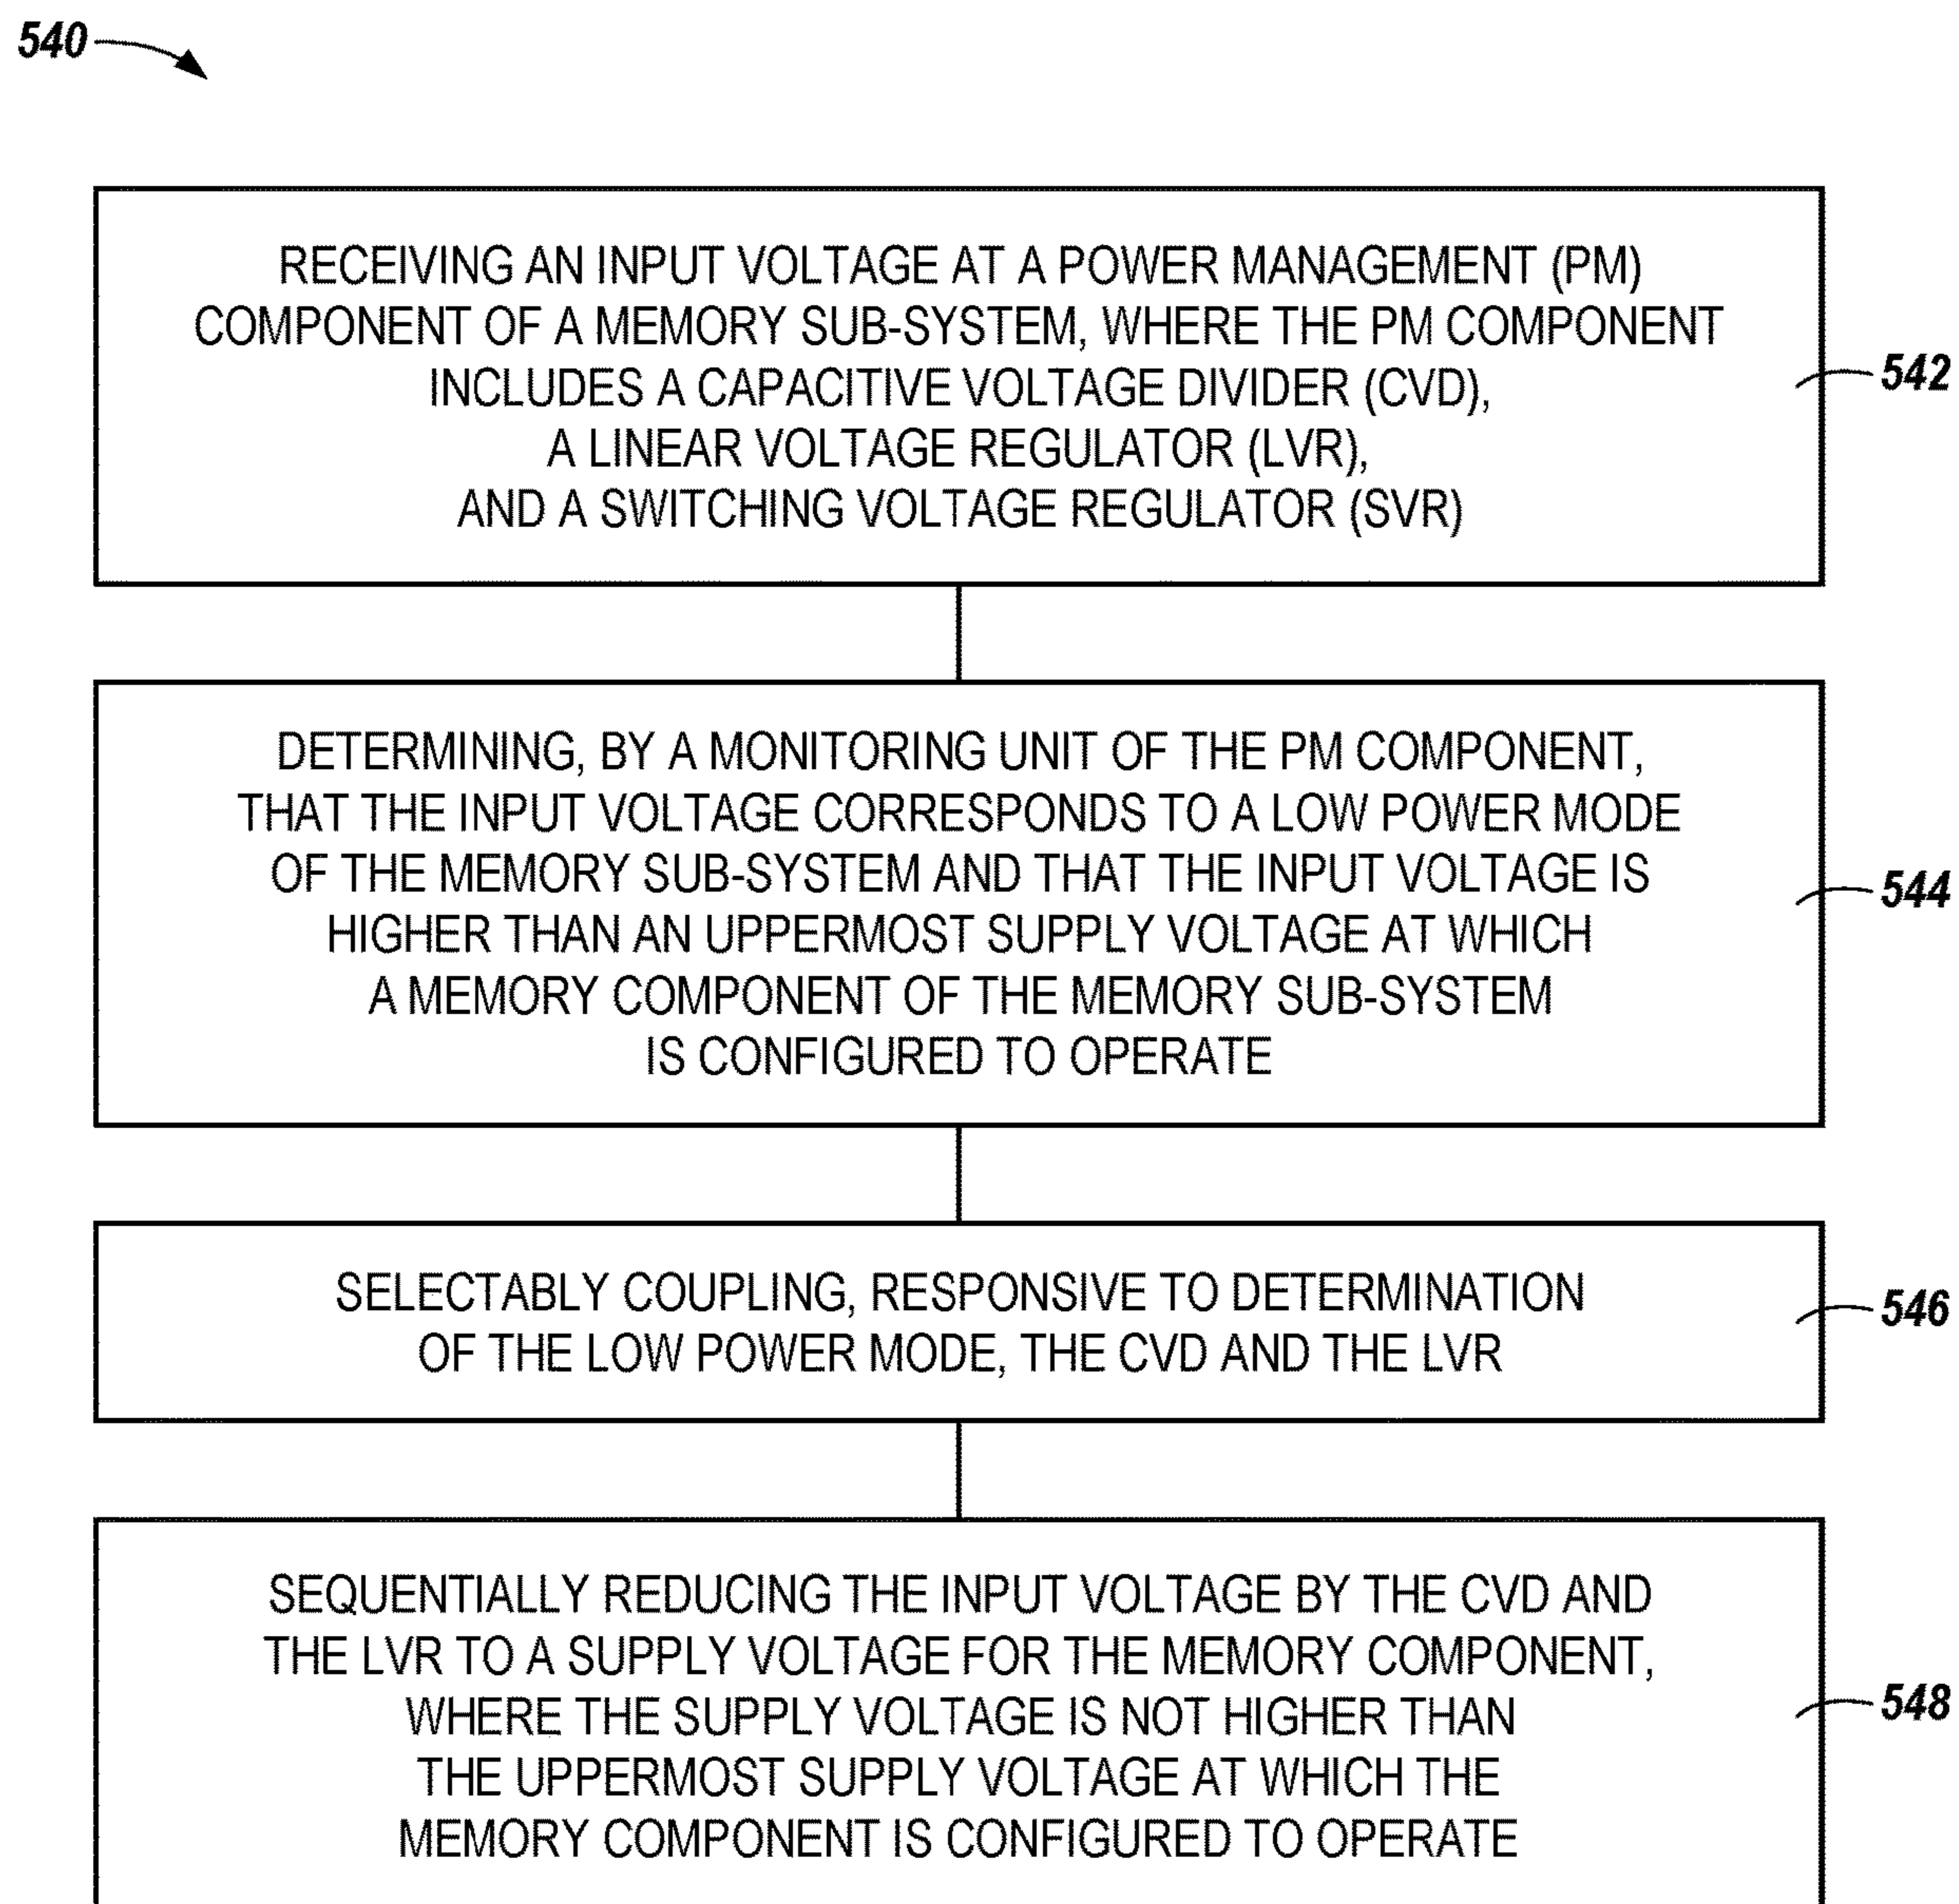 540
RECEIVING AN INPUT VOLTAGE AT A POWER MANAGEMENT (PM)
COMPONENT OF A MEMORY SUB-SYSTEM, WHERE THE PM COMPONENT
INCLUDES A CAPACITIVE VOLTAGE DIVIDER (CVD),
A LINEAR VOLTAGE REGULATOR (LVR),
AND A SWITCHING VOLTAGE REGULATOR (SVR)
542
DETERMINING, BY A MONITORING UNIT OF THE PM COMPONENT,
THAT THE INPUT VOLTAGE CORRESPONDS TO A LOW POWER MODE
OF THE MEMORY SUB-SYSTEM AND THAT THE INPUT VOLTAGE IS
HIGHER THAN AN UPPERMOST SUPPLY VOLTAGE AT WHICH
A MEMORY COMPONENT OF THE MEMORY SUB-SYSTEM
IS CONFIGURED TO OPERATE
544
SELECTABLY COUPLING, RESPONSIVE TO DETERMINATION
OF THE LOW POWER MODE, THE CVD AND THE LVR
546
SEQUENTIALLY REDUCING THE INPUT VOLTAGE BY THE CVD AND
THE LVR TO A SUPPLY VOLTAGE FOR THE MEMORY COMPONENT,
WHERE THE SUPPLY VOLTAGE IS NOT HIGHER THAN
THE UPPERMOST SUPPLY VOLTAGE AT WHICH THE
MEMORY COMPONENT IS CONFIGURED TO OPERATE
548